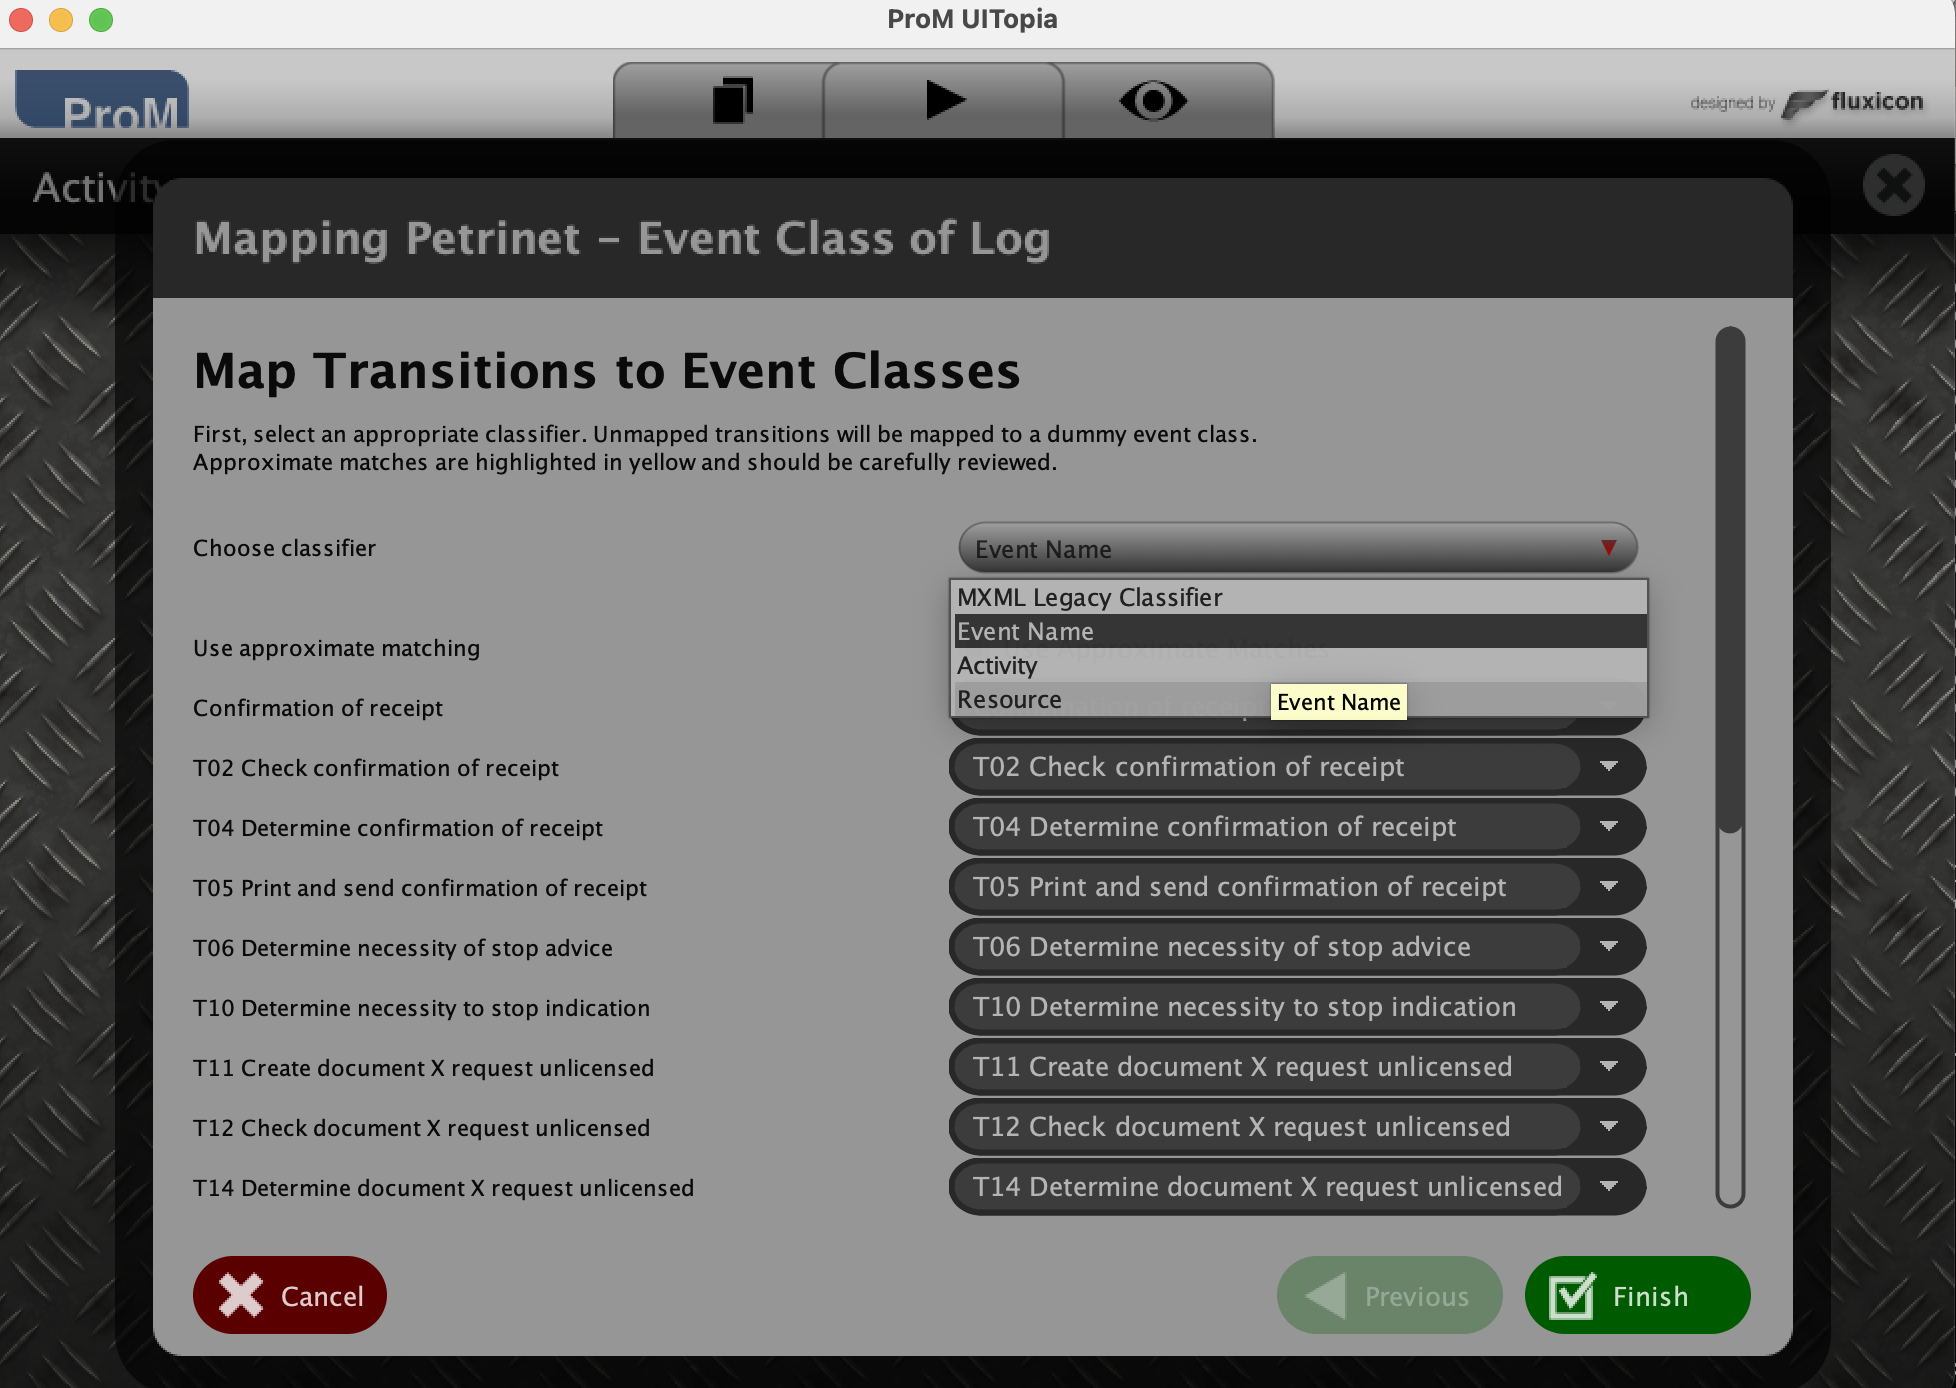 ProM UITopia
ProM
designed by fluxicon
Activity
Mapping Petrinet – Event Class of Log
Map Transitions to Event Classes
First, select an appropriate classifier. Unmapped transitions will be mapped to a dummy event class.
Approximate matches are highlighted in yellow and should be carefully reviewed.
Choose classifier
Event Name
MXML Legacy Classifier
Event Name
Activity
Resource
Event Name
Use approximate matching
Use Approximate Matches
Confirmation of receipt
T02 Check confirmation of receipt
T02 Check confirmation of receipt
T04 Determine confirmation of receipt
T04 Determine confirmation of receipt
T05 Print and send confirmation of receipt
T05 Print and send confirmation of receipt
T06 Determine necessity of stop advice
T06 Determine necessity of stop advice
T10 Determine necessity to stop indication
T10 Determine necessity to stop indication
T11 Create document X request unlicensed
T11 Create document X request unlicensed
T12 Check document X request unlicensed
T12 Check document X request unlicensed
T14 Determine document X request unlicensed
T14 Determine document X request unlicensed
Cancel
Previous
Finish